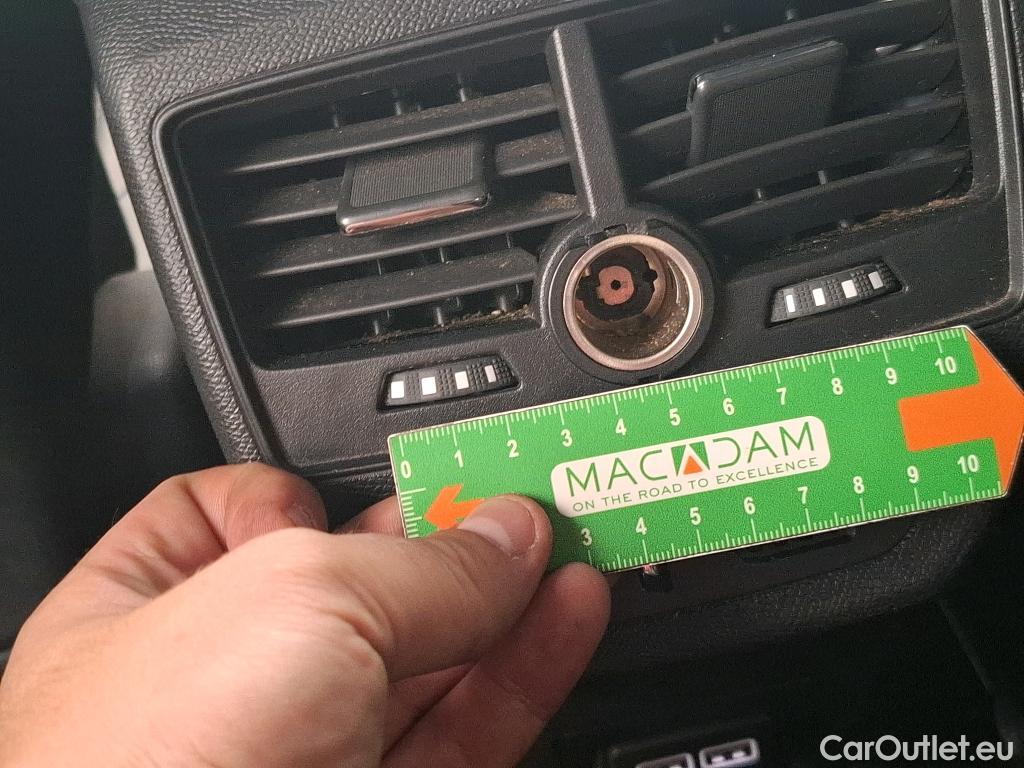 0 1 2 3 4 5 6 7 8 9 10
MACADAM
ON THE ROAD TO EXCELLENCE
3 4 5 6 7 8 9 10
CarOutlet.eu